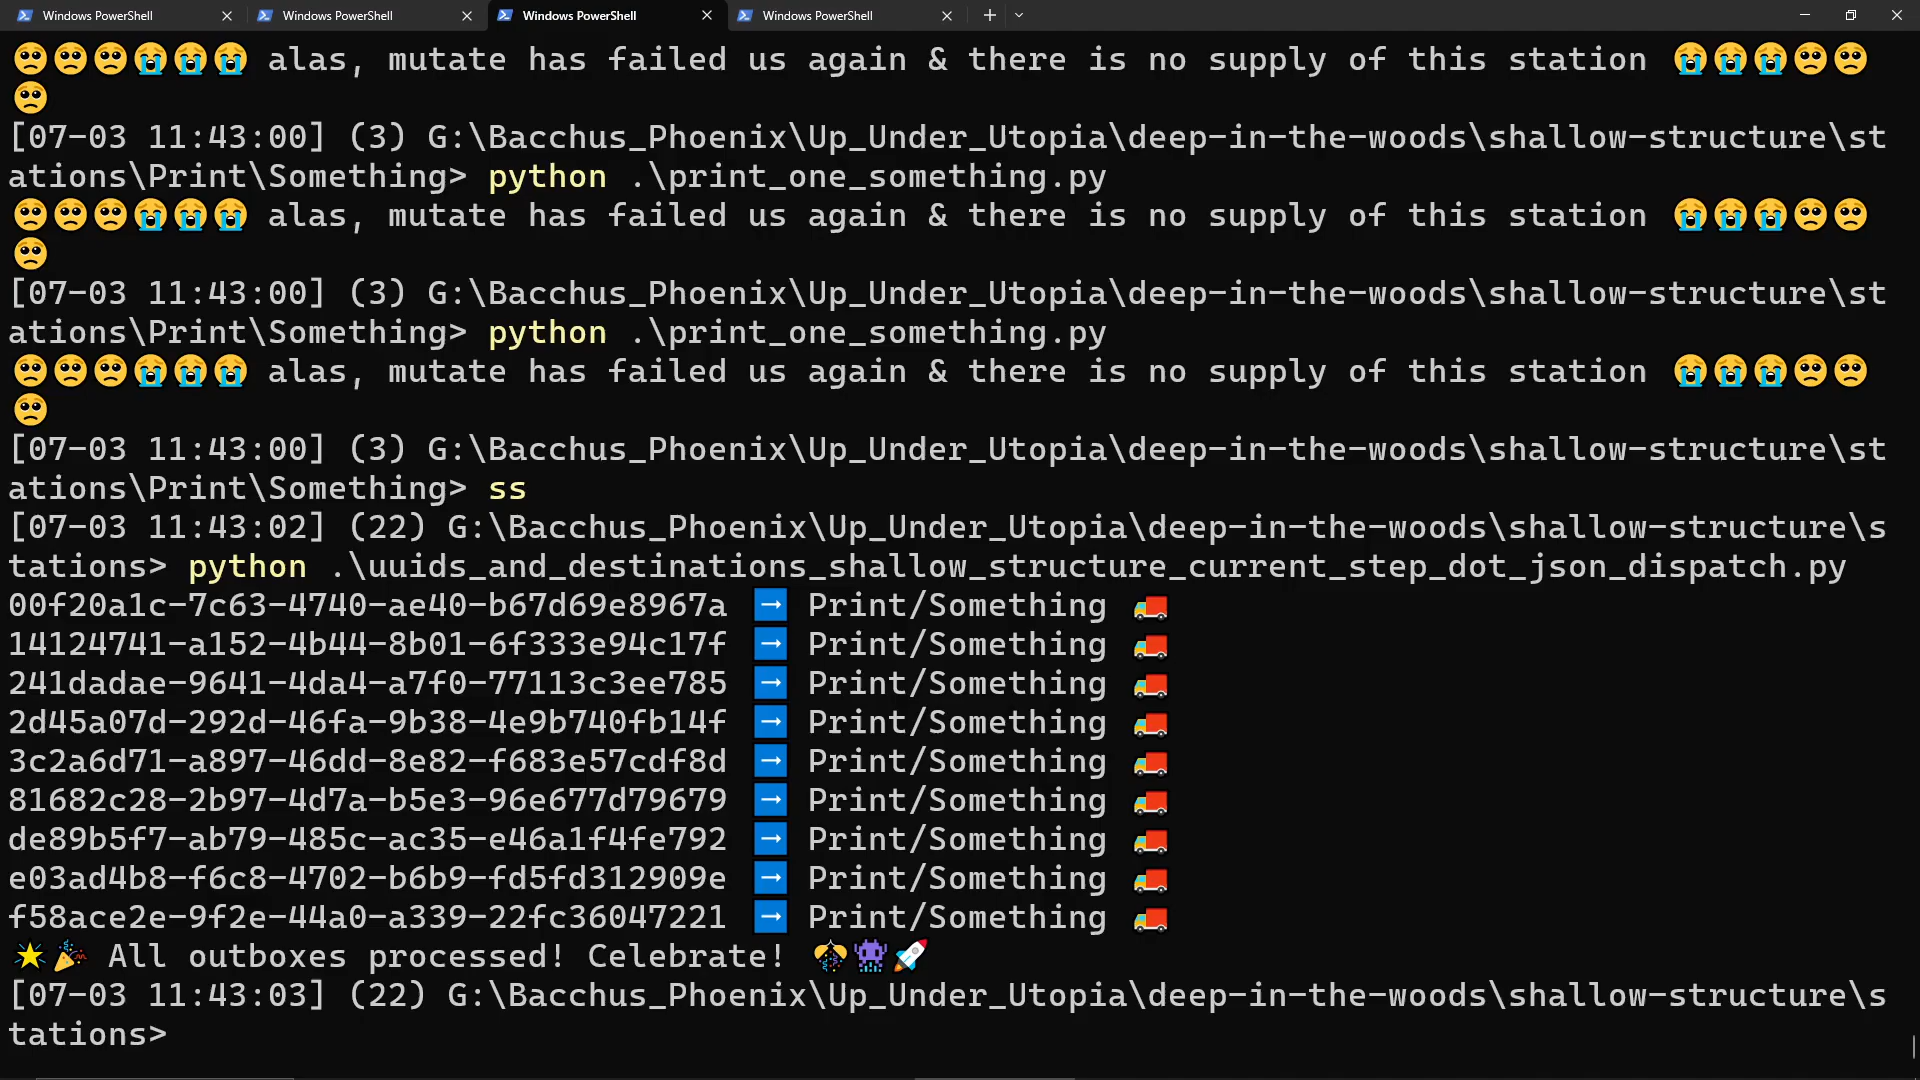 Windows PowerShell Windows PowerShell Windows PowerShell Windows PowerShell
🥺🥺🥺😭😭😭 alas, mutate has failed us again & there is no supply of this station 😭😭😭🥺🥺
🥺
[07-03 11:43:00] (3) G:\Bacchus_Phoenix\Up_Under_Utopia\deep-in-the-woods\shallow-structure\st
ations\Print\Something> python .\print_one_something.py
🥺🥺🥺😭😭😭 alas, mutate has failed us again & there is no supply of this station 😭😭😭🥺🥺
🥺
[07-03 11:43:00] (3) G:\Bacchus_Phoenix\Up_Under_Utopia\deep-in-the-woods\shallow-structure\st
ations\Print\Something> python .\print_one_something.py
🥺🥺🥺😭😭😭 alas, mutate has failed us again & there is no supply of this station 😭😭😭🥺🥺
🥺
[07-03 11:43:00] (3) G:\Bacchus_Phoenix\Up_Under_Utopia\deep-in-the-woods\shallow-structure\st
ations\Print\Something> ss
[07-03 11:43:02] (22) G:\Bacchus_Phoenix\Up_Under_Utopia\deep-in-the-woods\shallow-structure\s
tations> python .\uuids_and_destinations_shallow_structure_current_step_dot_json_dispatch.py
00f20a1c-7c63-4740-ae40-b67d69e8967a ➡️ Print/Something 🚚
14124741-a152-4b44-8b01-6f333e94c17f ➡️ Print/Something 🚚
241dadae-9641-4da4-a7f0-77113c3ee785 ➡️ Print/Something 🚚
2d45a07d-292d-46fa-9b38-4e9b740fb14f ➡️ Print/Something 🚚
3c2a6d71-a897-46dd-8e82-f683e57cdf8d ➡️ Print/Something 🚚
81682c28-2b97-4d7a-b5e3-96e677d79679 ➡️ Print/Something 🚚
de89b5f7-ab79-485c-ac35-e46a1f4fe792 ➡️ Print/Something 🚚
e03ad4b8-f6c8-4702-b6b9-fd5fd312909e ➡️ Print/Something 🚚
f58ace2e-9f2e-44a0-a339-22fc36047221 ➡️ Print/Something 🚚
🌟🎉 All outboxes processed! Celebrate! 🎊👾🚀
[07-03 11:43:03] (22) G:\Bacchus_Phoenix\Up_Under_Utopia\deep-in-the-woods\shallow-structure\s
tations>